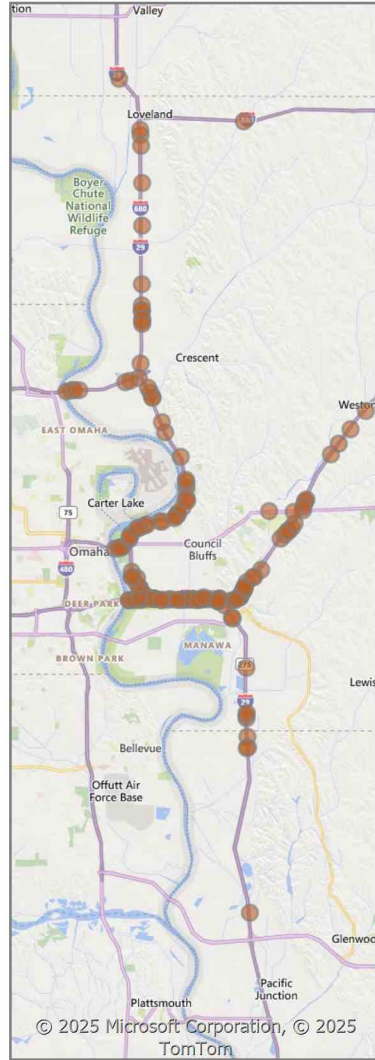 tion
Valley
29
Loveland
680
Boyer
Chute
National
Wildlife
Refuge
680
29
Crescent
Weston
EAST OMAHA
Carter Lake
75
Omaha
Council
Bluffs
480
DEER PARK
MANAWA
BROWN PARK
275
Lewis
29
Bellevue
Offutt Air
Force Base
Glenwoo
Pacific
Junction
Plattsmouth
© 2025 Microsoft Corporation, © 2025
TomTom